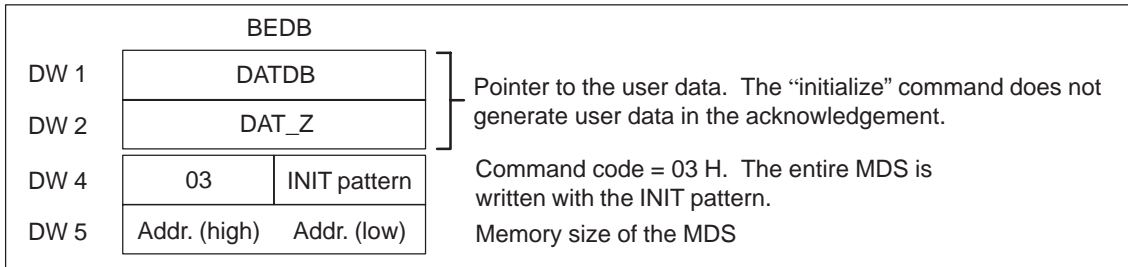 BEDB
DW 1 DATDB
Pointer to the user data. The “initialize” command does not
generate user data in the acknowledgement.
DW 2 DAT_Z
DW 4 03 INIT pattern
Command code = 03 H. The entire MDS is
written with the INIT pattern.
DW 5 Addr. (high) Addr. (low) Memory size of the MDS